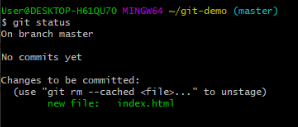 User@DESKTOP-H61QU70 MINGW64 ~/git-demo (master)
$ git status
On branch master
No commits yet
Changes to be committed:
(use "git rm --cached <file>..." to unstage)
new file: index.html